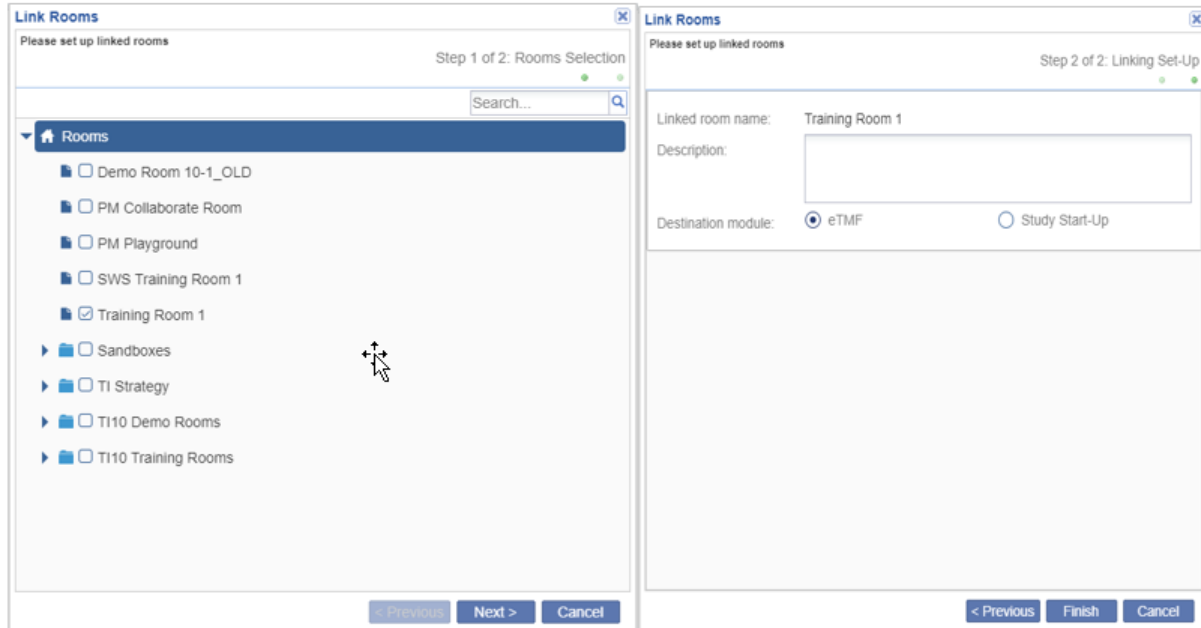 Link Rooms
Please set up linked rooms
Step 1 of 2: Rooms Selection
Search...
Rooms
Demo Room 10-1_OLD
PM Collaborate Room
PM Playground
SWS Training Room 1
Training Room 1
Sandboxes
TI Strategy
TI10 Demo Rooms
TI10 Training Rooms
< Previous Next > Cancel
Link Rooms
Please set up linked rooms
Step 2 of 2: Linking Set-Up
Linked room name: Training Room 1
Description:
Destination module: eTMF Study Start-Up
< Previous Finish Cancel